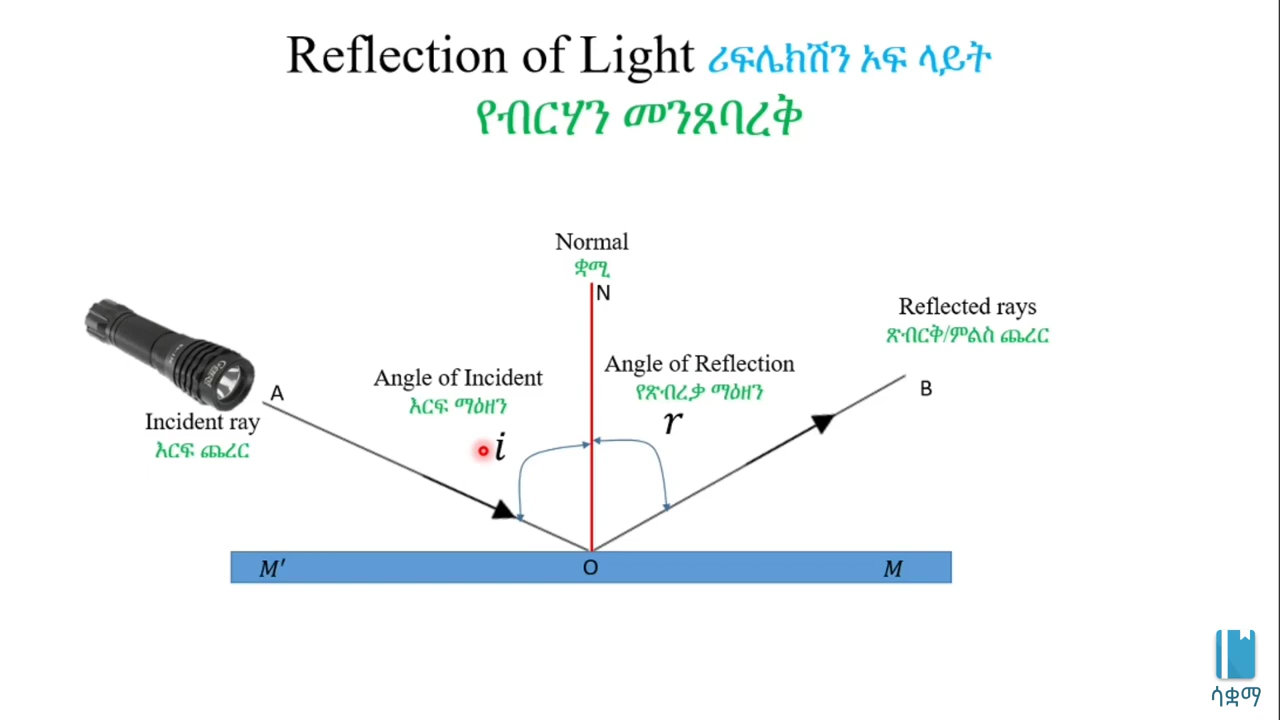 Reflection of Light ሪፍሌክሽን ኦፍ ላይት
የብርሃን መንጸባረቅ
Normal
ቋሚ
N
Reflected rays
ጽብርቅ/ምልስ ጨረር
Angle of Reflection
የጽብረቃ ማዕዘን
r
Angle of Incident
እርፍ ማዕዘን
i
A
B
Incident ray
እርፍ ጨረር
M'
O
M
ሳቋማ